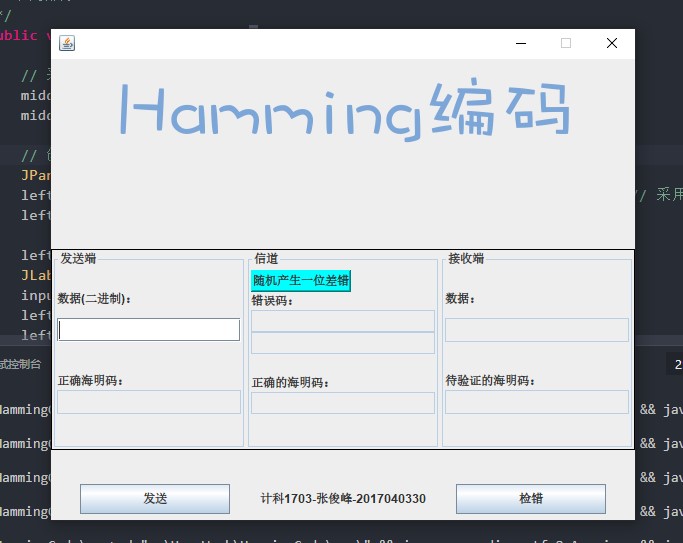 */
public v
//
Hamming编码
midd
midd
//
JPan
// 采用
left
left
left
JLab
inpu
left
left
发送端
信道
接收端
随机产生一位差错
数据(二进制)：
错误码：
数据：
正确海明码：
正确的海明码：
待验证的海明码：
试控制台
2
Hamming
&& jav
Hamming
&& jav
Hamming
&& jav
Hamming
&& jav
发送
计科1703-张俊峰-2017040330
检错